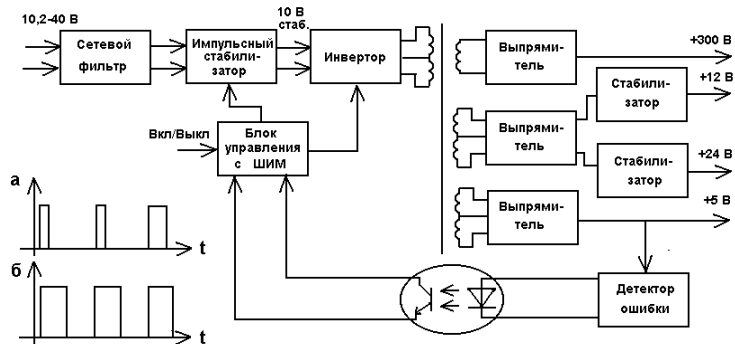 10,2-40 В
Сетевой
фильтр
Импульсный
стабили-
затор
10 В
стаб.
Инвертор
Выпрями-
тель
+300 В
Стабили-
затор
+12 В
Выпрями-
тель
Стабили-
затор
+24 В
Выпрями-
тель
+5 В
Вкл/Выкл
Блок
управления
с ШИМ
а
t
б
t
Детектор
ошибки